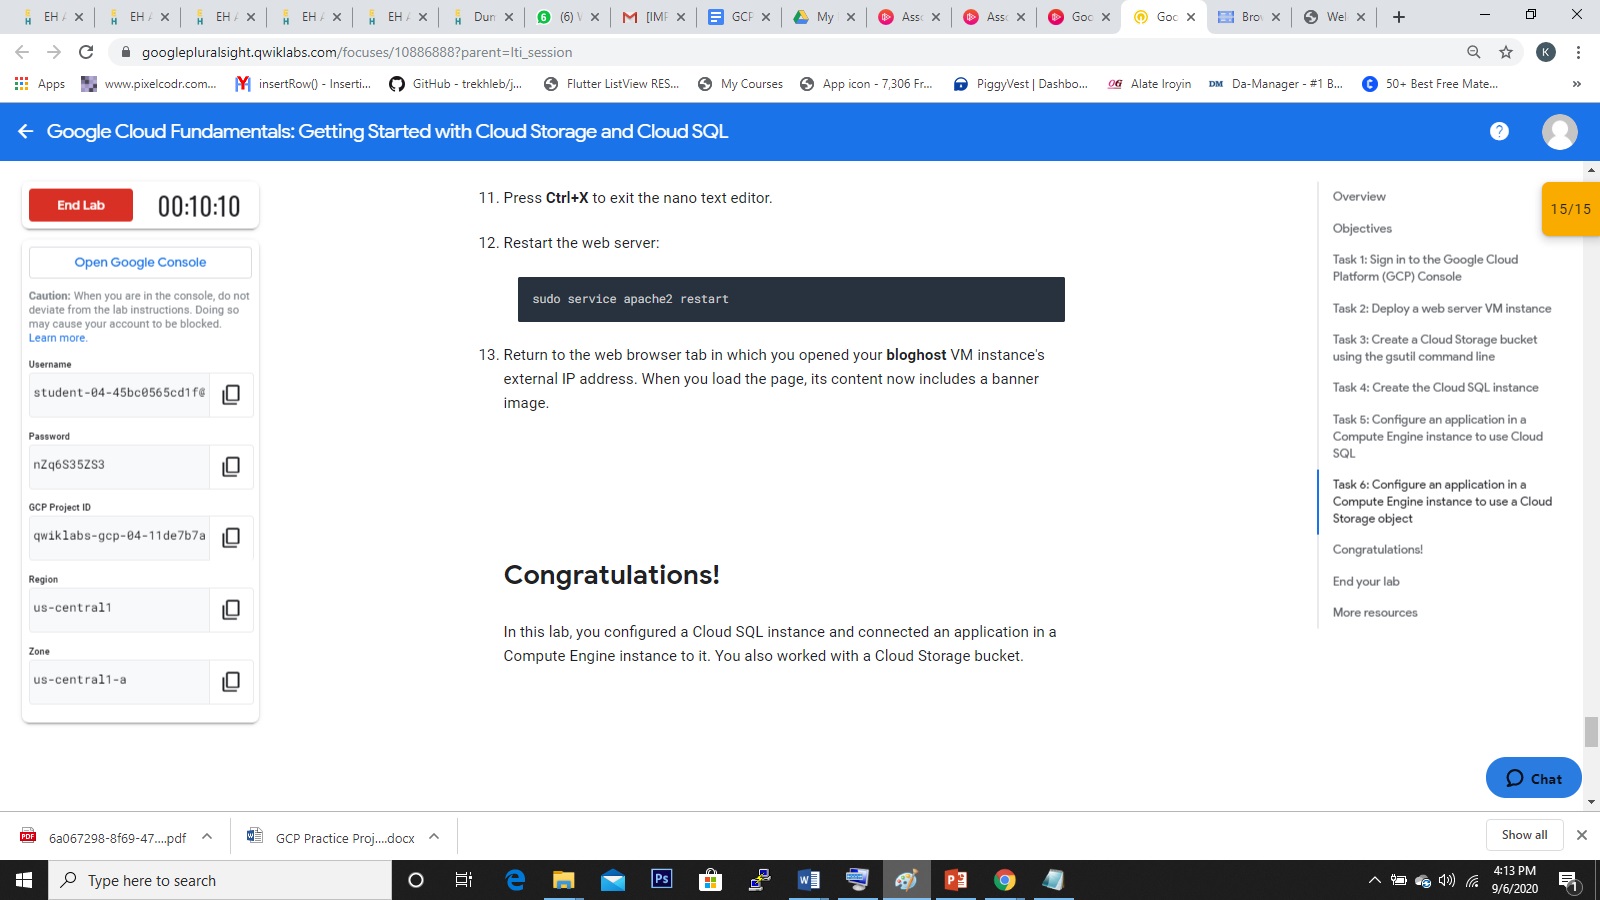 EH
EH
EH
EH
EH
Dun
(6)
[IMF
GCP
My
Asso
Asso
Goo
Goo
Brov
Wel
googlepluralsight.qwiklabs.com/focuses/10886888?parent=lti_session
K
Apps
www.pixelcodr.com...
insertRow() - Inserti...
GitHub - trekhleb/j...
Flutter ListView RES...
My Courses
App icon - 7,306 Fr...
PiggyVest | Dashbo...
Alate Iroyin
DM
Da-Manager - #1 B...
50+ Best Free Mate...
Google Cloud Fundamentals: Getting Started with Cloud Storage and Cloud SQL
End Lab
00:10:10
Open Google Console
Caution: When you are in the console, do not
deviate from the lab instructions. Doing so
may cause your account to be blocked.
Learn more.
Username
student-04-45bc0565cd1f@
Password
nZq6S35ZS3
GCP Project ID
qwiklabs-gcp-04-11de7b7a
Region
us-central1
Zone
us-central1-a
11. Press Ctrl+X to exit the nano text editor.
12. Restart the web server:
sudo service apache2 restart
13. Return to the web browser tab in which you opened your bloghost VM instance's
external IP address. When you load the page, its content now includes a banner
image.
Congratulations!
In this lab, you configured a Cloud SQL instance and connected an application in a
Compute Engine instance to it. You also worked with a Cloud Storage bucket.
Overview
Objectives
Task 1: Sign in to the Google Cloud
Platform (GCP) Console
Task 2: Deploy a web server VM instance
Task 3: Create a Cloud Storage bucket
using the gsutil command line
Task 4: Create the Cloud SQL instance
Task 5: Configure an application in a
Compute Engine instance to use Cloud
SQL
Task 6: Configure an application in a
Compute Engine instance to use a Cloud
Storage object
Congratulations!
End your lab
More resources
15/15
Chat
6a067298-8f69-47....pdf
GCP Practice Proj....docx
Show all
Type here to search
Ps
4:13 PM
9/6/2020
1